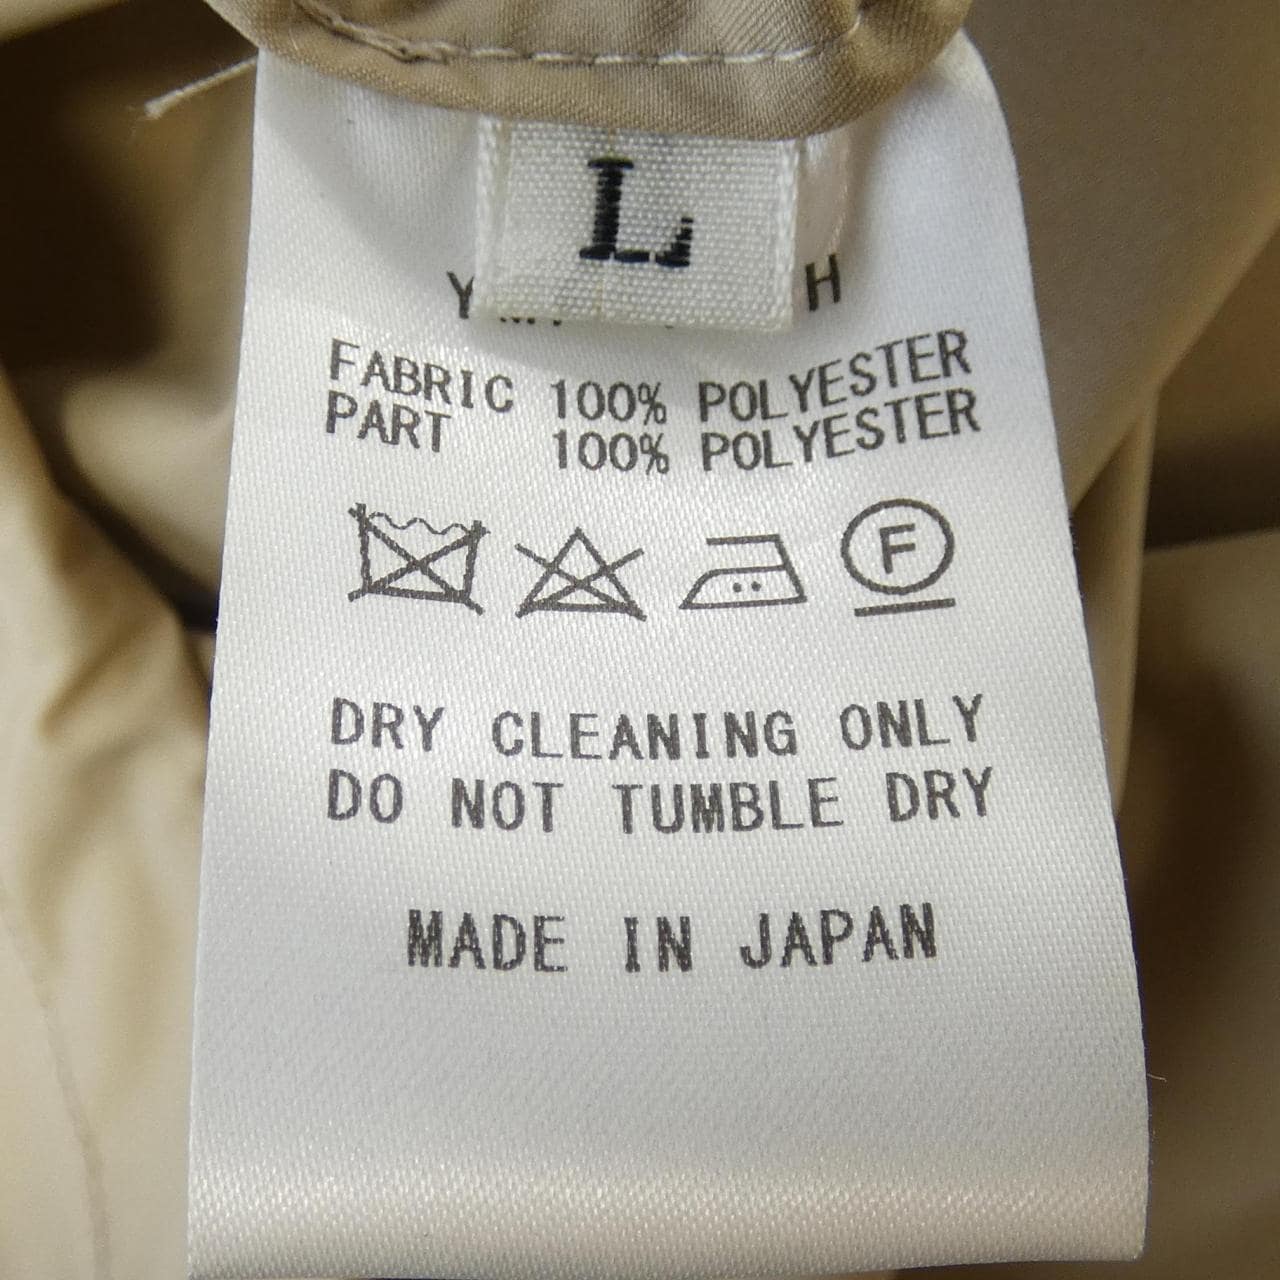 L
H
FABRIC 100% POLYESTER
PART 100% POLYESTER
F
DRY CLEANING ONLY
DO NOT TUMBLE DRY
MADE IN JAPAN